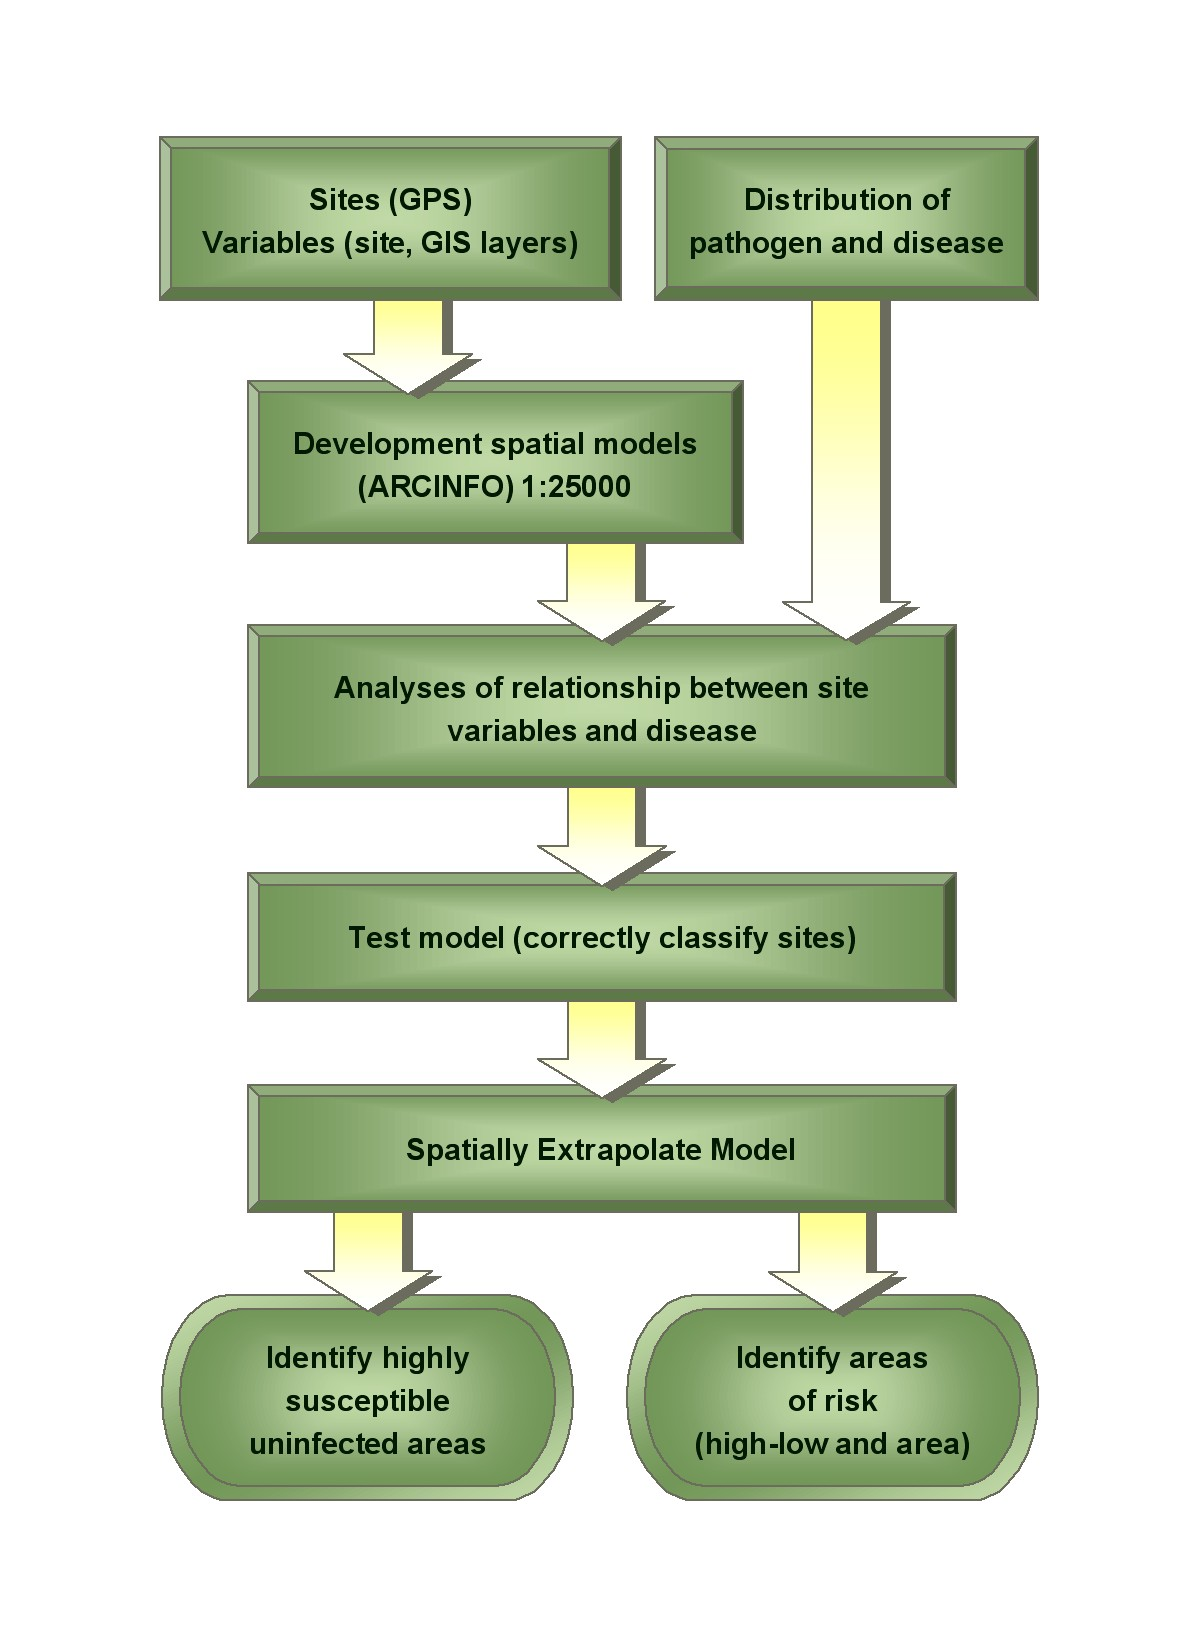 Sites (GPS)
Variables (site, GIS layers)
Distribution of
pathogen and disease
Development spatial models
(ARCINFO) 1:25000
Analyses of relationship between site
variables and disease
Test model (correctly classify sites)
Spatially Extrapolate Model
Identify highly
susceptible
uninfected areas
Identify areas
of risk
(high-low and area)